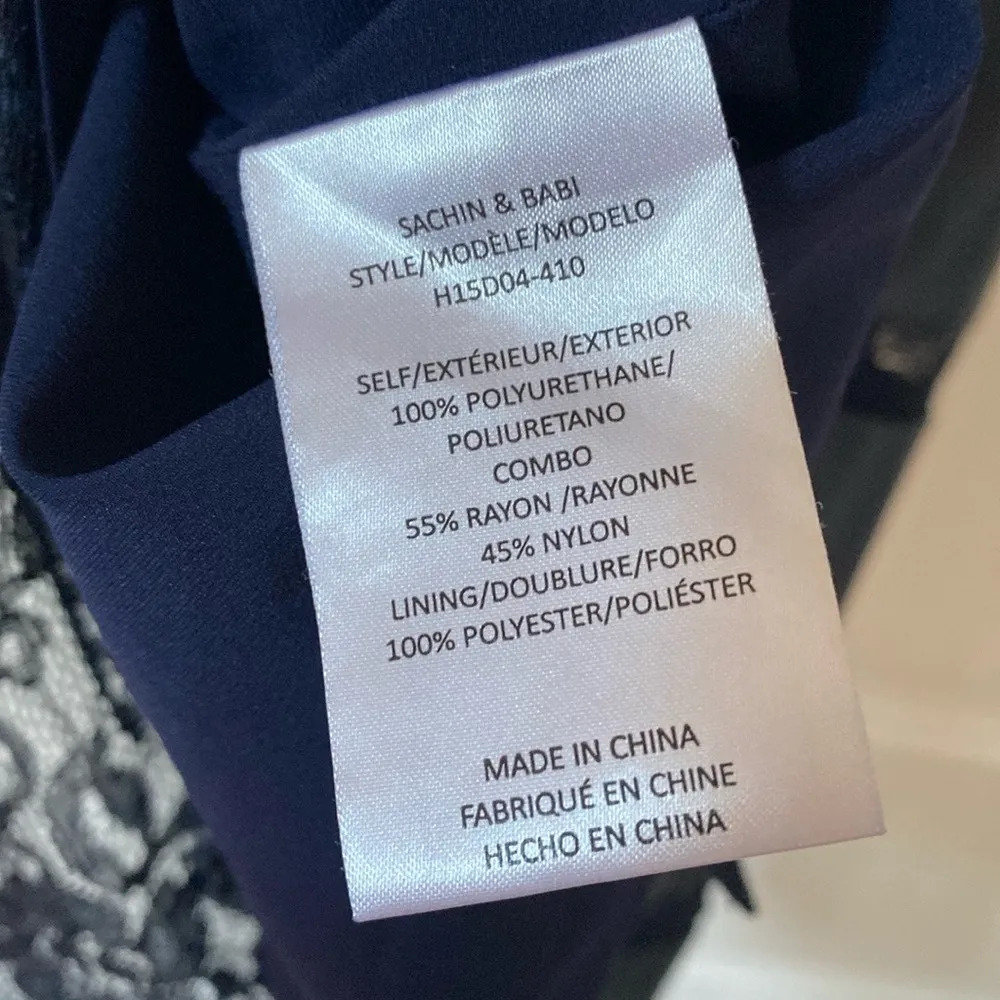 SACHIN & BABI
STYLE/MODÈLE/MODELO
H15D04-410
SELF/EXTÉRIEUR/EXTERIOR
100% POLYURETHANE/
POLIURETANO
COMBO
55% RAYON /RAYONNE
45% NYLON
LINING/DOUBLURE/FORRO
100% POLYESTER/POLIÉSTER
MADE IN CHINA
FABRIQUÉ EN CHINE
HECHO EN CHINA